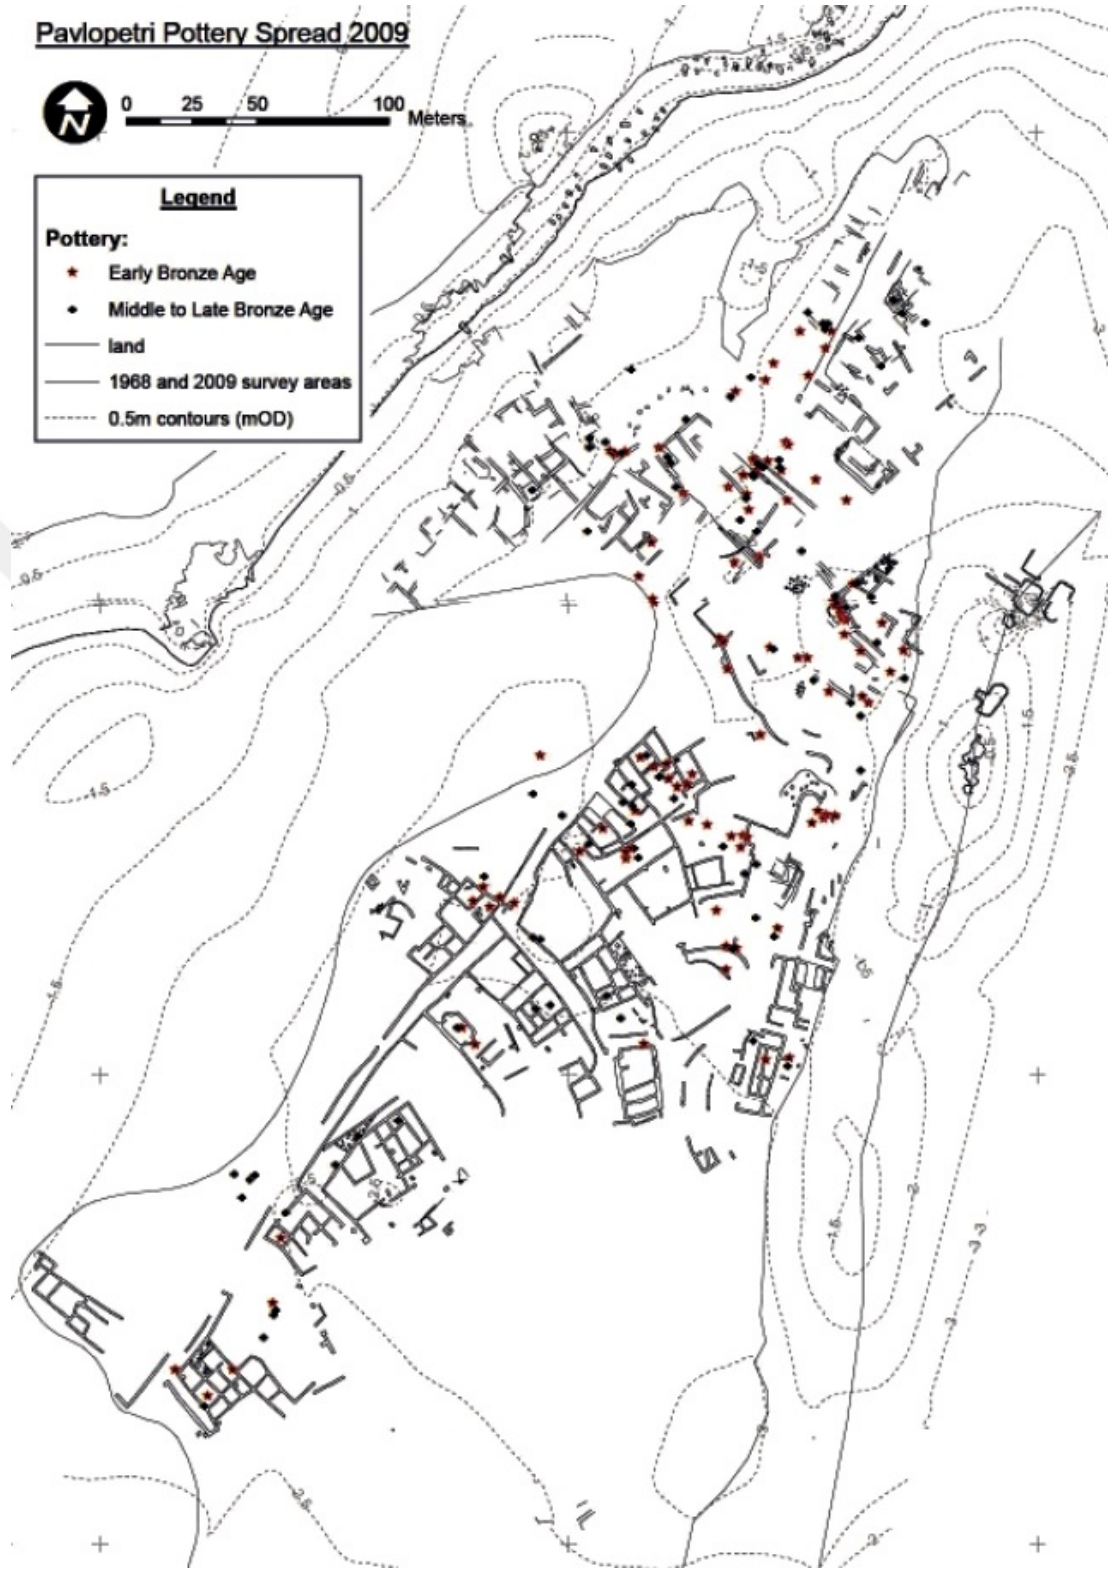 Pavlopetri Pottery Spread 2009
N
0 25 50 100
Meters
Legend
Pottery:
Early Bronze Age
Middle to Late Bronze Age
land
1968 and 2009 survey areas
0.5m contours (mOD)